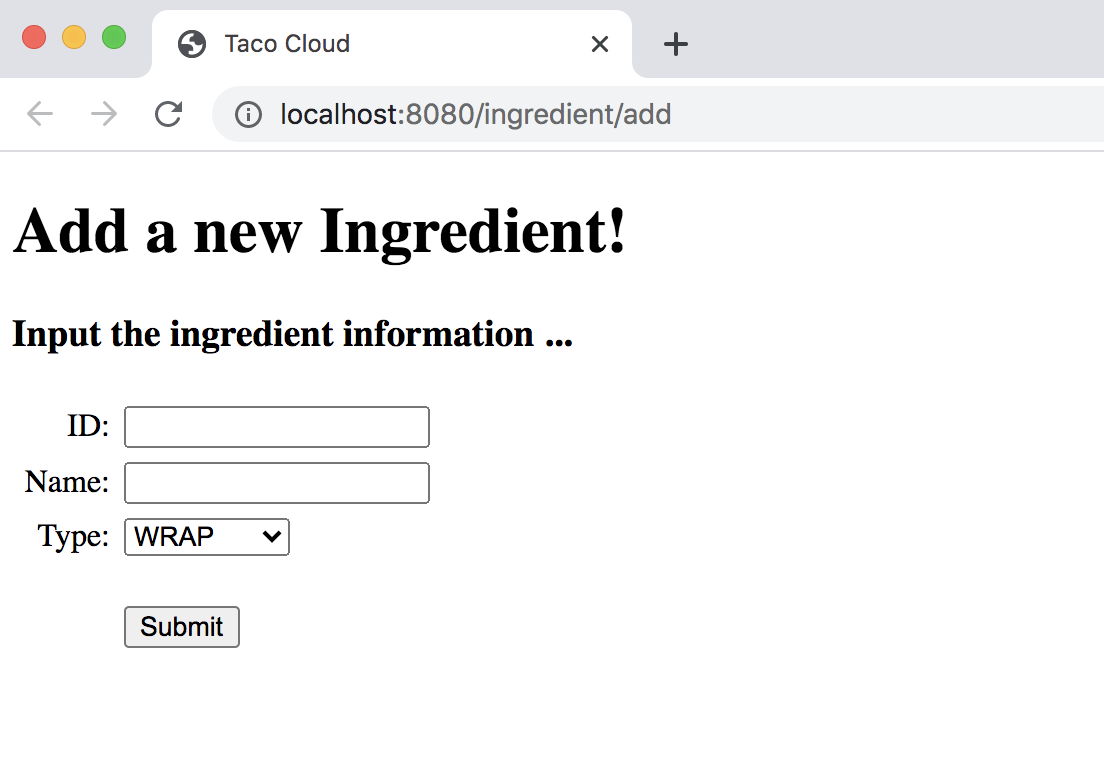 Taco Cloud
localhost:8080/ingredient/add
Add a new Ingredient!
Input the ingredient information ...
ID:
Name:
Type: WRAP
Submit